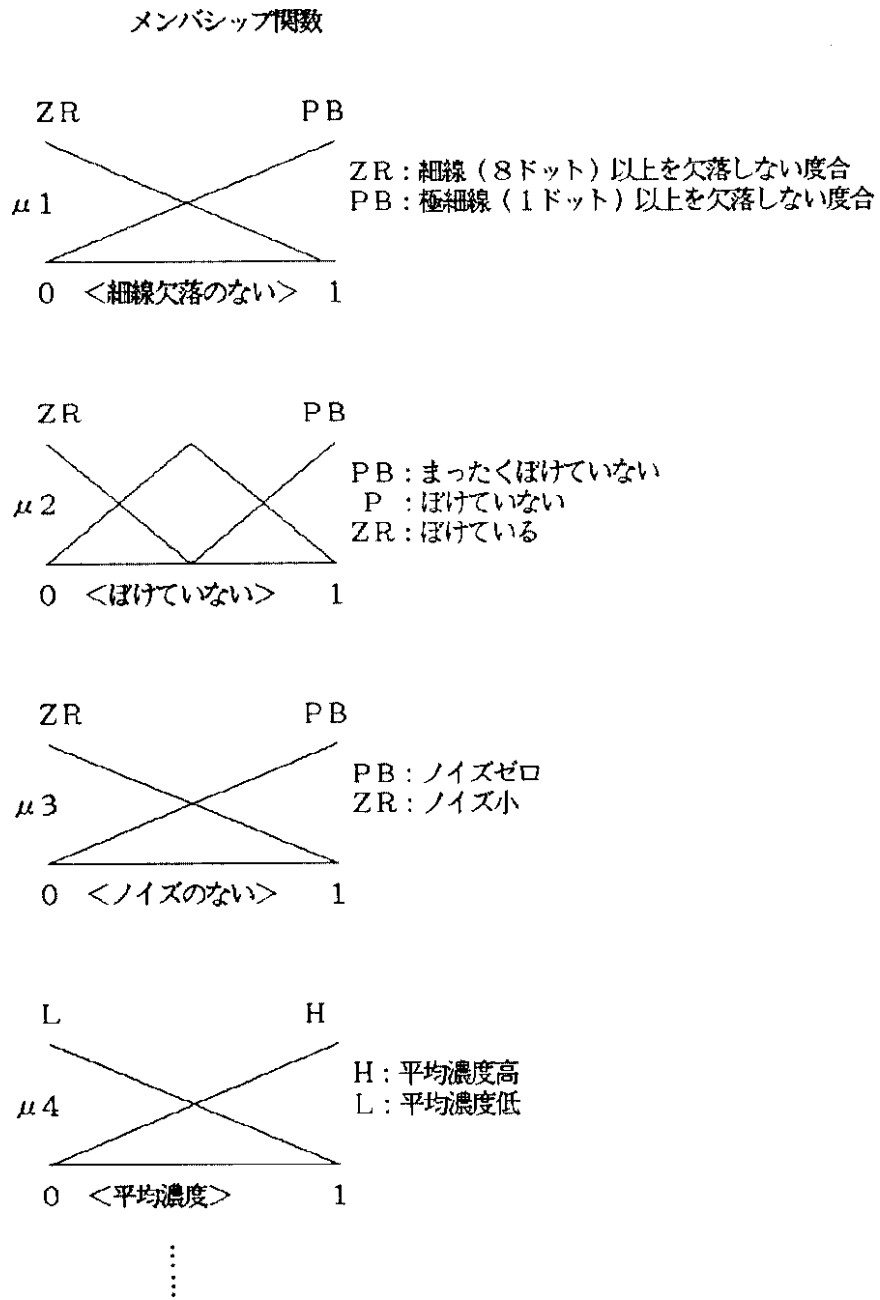 メンバシップ関数
ZR PB
ZR：細線（8ドット）以上を欠落しない度合
μ1
PB：極細線（1ドット）以上を欠落しない度合
0 ＜細線欠落のない＞ 1
ZR PB
PB：まったくぼけていない
μ2
P ：ぼけていない
ZR：ぼけている
0 ＜ぼけていない＞ 1
ZR PB
PB：ノイズゼロ
μ3
ZR：ノイズ小
0 ＜ノイズのない＞ 1
L H
H：平均濃度高
μ4
L：平均濃度低
0 ＜平均濃度＞ 1